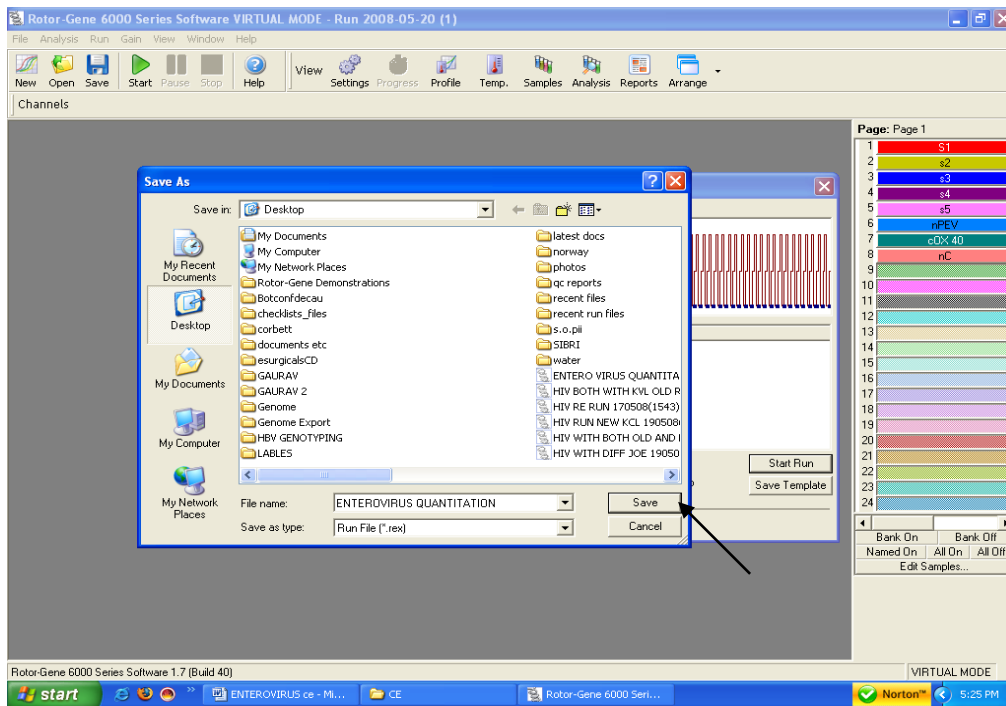 Rotor-Gene 6000 Series Software VIRTUAL MODE - Run 2008-05-20 (1)
File Analysis Run Gain View Window Help
New Open Save Start Pause Stop Help View Settings Progress Profile Temp. Samples Analysis Reports Arrange
Channels
Page: Page 1
1 S1
2 s2
3 s3
4 s4
5 s5
6 nPEV
7 cOX 40
8 nC
9
10
11
12
13
14
15
16
17
18
19
20
21
22
23
24
Bank On Bank Off
Named On All On All Off
Edit Samples...
Save As
Save in: Desktop
My Recent Documents
Desktop
My Documents
My Computer
My Network Places
My Documents
My Computer
My Network Places
Rotor-Gene Demonstrations
Botconfdecau
checklists_files
corbett
documents etc
esurgicalsCD
GAURAV
GAURAV 2
Genome
Genome Export
HBV GENOTYPING
LABLES
latest docs
norway
photos
qc reports
recent files
recent run files
s.o.pii
SIBRI
water
ENTERO VIRUS QUANTITA
HIV BOTH WITH KVL OLD R
HIV RE RUN 170508(1543)
HIV RUN NEW KCL 190508
HIV WITH BOTH OLD AND
HIV WITH DIFF JOE 19050
File name: ENTEROVIRUS QUANTITATION Save
Save as type: Run File (*.rex) Cancel
Start Run
Save Template
Rotor-Gene 6000 Series Software 1.7 (Build 40) VIRTUAL MODE
start ENTEROVIRUS ce - Mi... CE Rotor-Gene 6000 Seri... Norton™ 5:25 PM